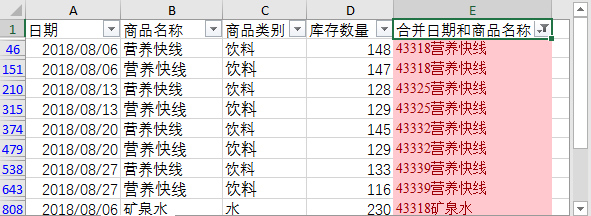 A B C D E
1 日期 商品名称 商品类别 库存数量 合并日期和商品名称
46 2018/08/06 营养快线 饮料 148 43318营养快线
151 2018/08/06 营养快线 饮料 147 43318营养快线
210 2018/08/13 营养快线 饮料 128 43325营养快线
315 2018/08/13 营养快线 饮料 129 43325营养快线
374 2018/08/20 营养快线 饮料 145 43332营养快线
479 2018/08/20 营养快线 饮料 129 43332营养快线
538 2018/08/27 营养快线 饮料 133 43339营养快线
643 2018/08/27 营养快线 饮料 116 43339营养快线
808 2018/08/06 矿泉水 水 230 43318矿泉水